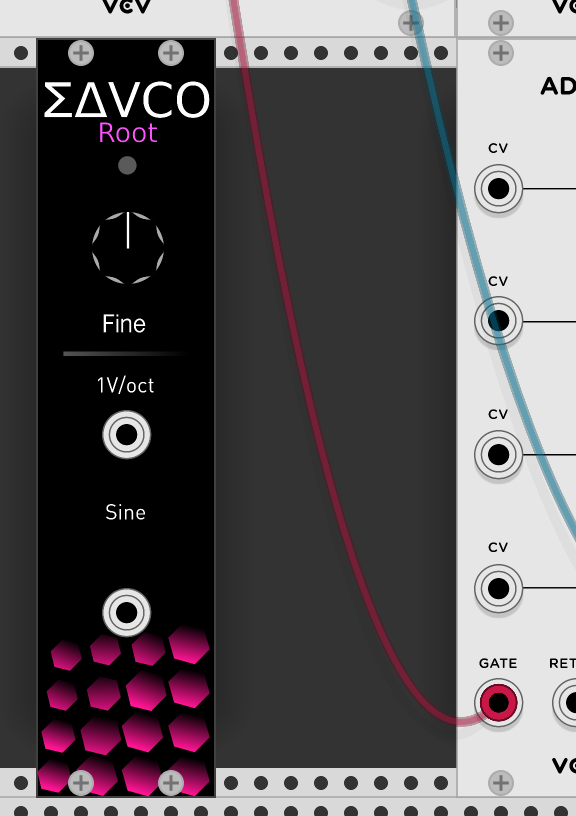 VCV
VC
ΣΔVCO
Root
Fine
1V/oct
Sine
AD
CV
CV
CV
CV
GATE
RET
VC